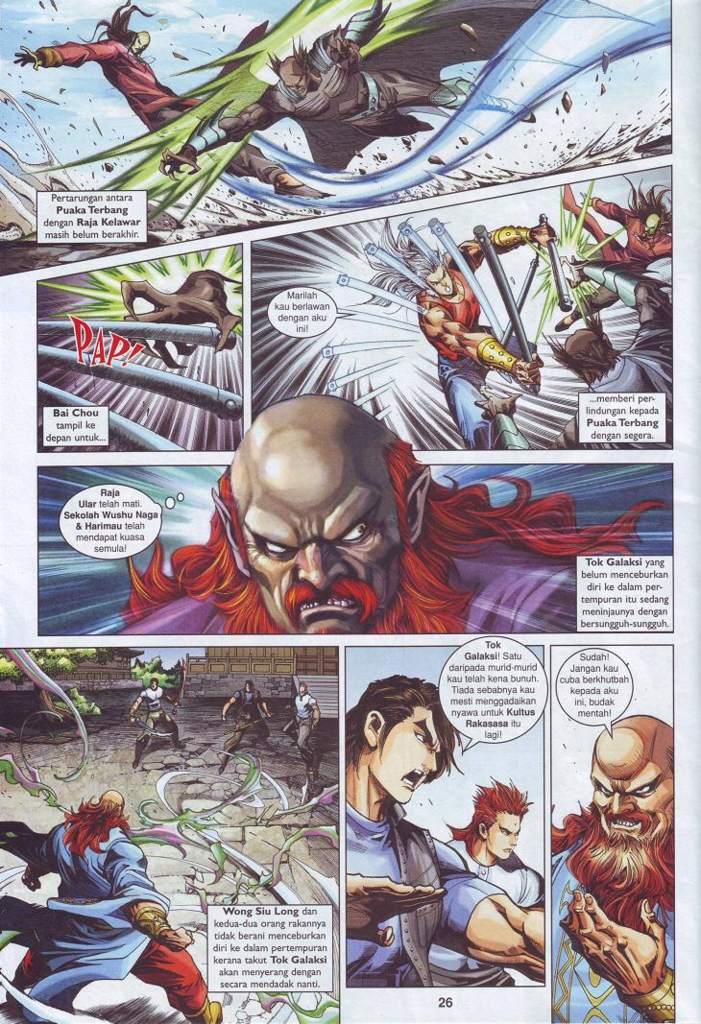 Pertarungan antara
Puaka Terbang
dengan Raja Kelawar
masih belum berakhir.
PAP!
Bai Chou
tampil ke
depan untuk...
Marilah
kau berlawan
dengan aku
ini!
...memberi per-
lindungan kepada
Puaka Terbang
dengan segera.
Raja
Ular telah mati.
Sekolah Wushu Naga
& Harimau telah
mendapat kuasa
semula!
Tok Galaksi yang
belum menceburkan
diri ke dalam per-
tempuran itu sedang
meninjaunya dengan
bersungguh-sungguh.
Wong Siu Long dan
kedua-dua orang rakannya
tidak berani menceburkan
diri ke dalam pertempuran
kerana takut Tok Galaksi
akan menyerang dengan
secara mendadak nanti.
Tok
Galaksi! Satu
daripada murid-murid
kau telah kena bunuh.
Tiada sebabnya kau
mesti menggadaikan
nyawa untuk Kultus
Rakasasa itu
lagi!
Sudah!
Jangan kau
cuba berkhutbah
kepada aku
ini, budak
mentah!
26